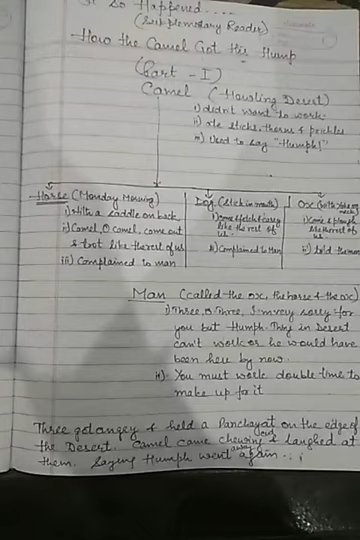 It So Happened....
(Supplementary Reader)
How the Camel Got His Hump
(Part - I)
Camel (Howling Desert)
i) didn't want to work
ii) ate sticks, thorns & prickles
iii) Used to say "Humph!"
Horse (Monday Morning)
i) With a saddle on back
ii) Camel, O camel, come out
& trot like the rest of us
iii) Complained to man
Dog (Stick in mouth)
i) come & fetch & carry
like the rest of
us.
ii) Complained to Man
Ox (with yoke on
neck)
i) Come & plough
like the rest of
us
ii) told the man
Man (called the ox, the horse & the ox)
i) Three, O Three, I'm very sorry for
you but Humph-Thing in Desert
can't work or he would have
been here by now.
ii) You must work double time to
make up for it
Three got angry & held a Panchayat on the edge of
the Desert. Camel came chewing cud & laughed at
them. Saying Humph went away again...